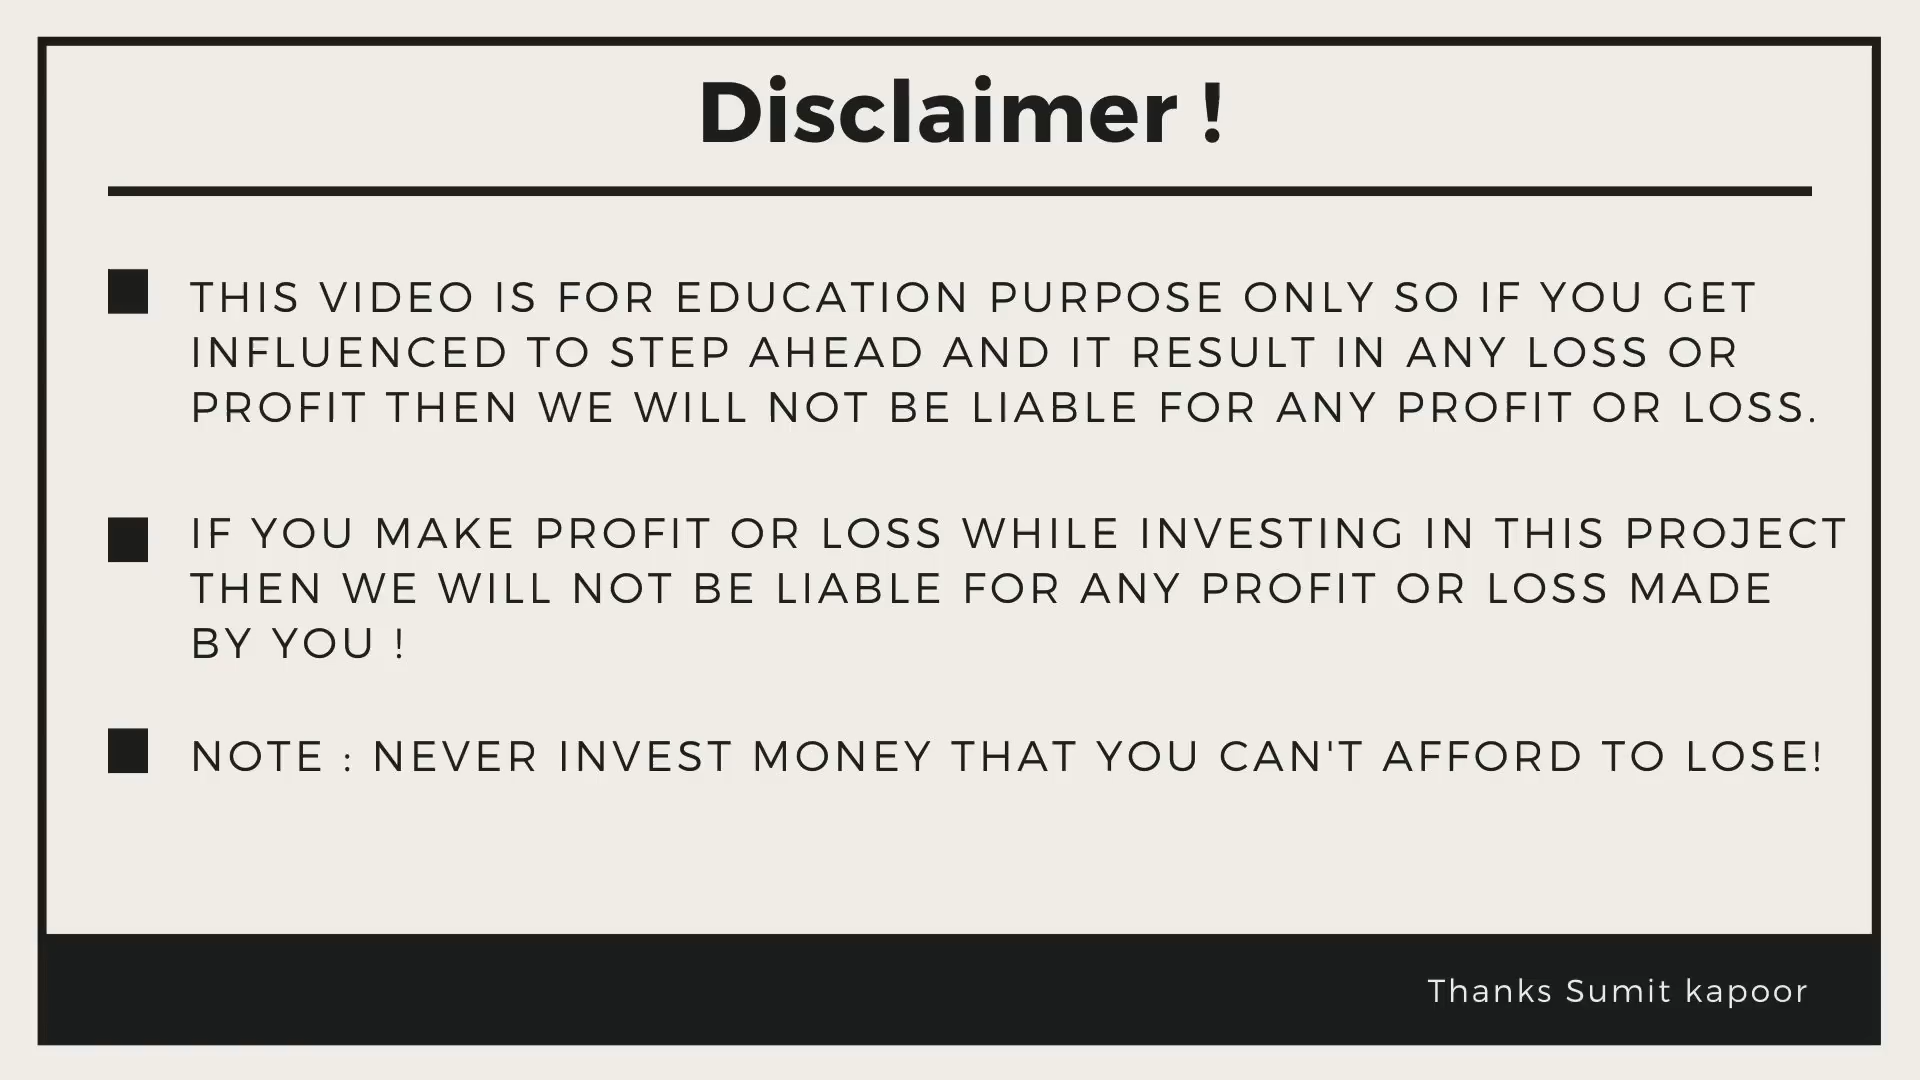 Disclaimer !
THIS VIDEO IS FOR EDUCATION PURPOSE ONLY SO IF YOU GET
INFLUENCED TO STEP AHEAD AND IT RESULT IN ANY LOSS OR
PROFIT THEN WE WILL NOT BE LIABLE FOR ANY PROFIT OR LOSS.
IF YOU MAKE PROFIT OR LOSS WHILE INVESTING IN THIS PROJECT
THEN WE WILL NOT BE LIABLE FOR ANY PROFIT OR LOSS MADE
BY YOU !
NOTE : NEVER INVEST MONEY THAT YOU CAN'T AFFORD TO LOSE!
Thanks Sumit kapoor